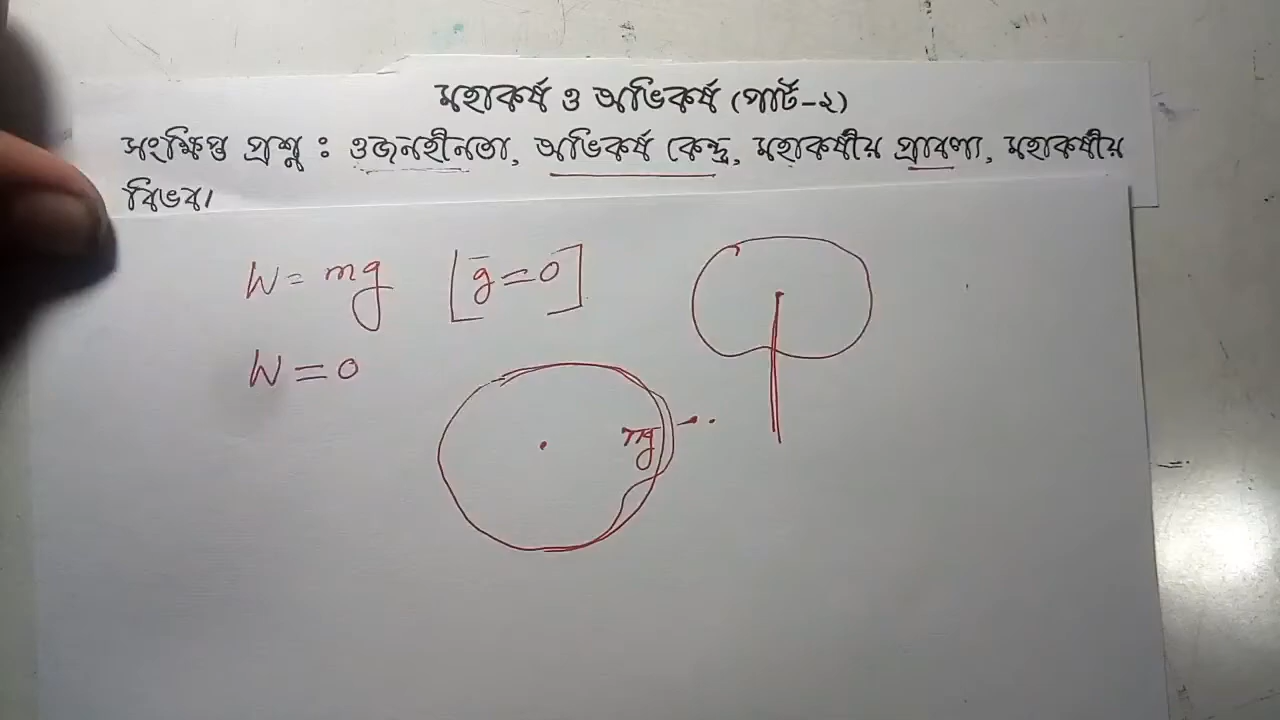 মহাকর্ষ ও অভিকর্ষ (পার্ট-২)
সংক্ষিপ্ত প্রশ্ন : ওজনহীনতা, অভিকর্ষ কেন্দ্র, মহাকর্ষীয় প্রাবল্য, মহাকর্ষীয়
বিভব।
W = mg [g = 0]
W = 0
mg